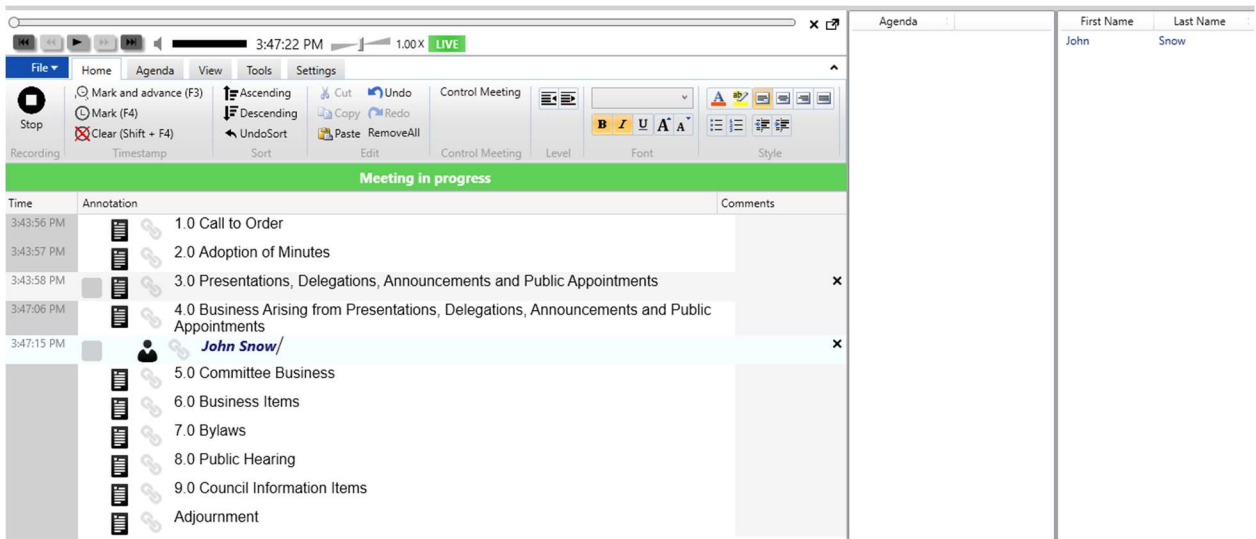 Agenda
First Name Last Name
3:47:22 PM 1.00 X LIVE
John Snow
File Home Agenda View Tools Settings
Stop
Mark and advance (F3)
Mark (F4)
Clear (Shift + F4)
Ascending
Descending
UndoSort
Cut Undo
Copy Redo
Paste RemoveAll
Control Meeting
B I U A A
A ab
Recording Timestamp Sort Edit Control Meeting Level Font Style
Meeting in progress
Time Annotation Comments
3:43:56 PM 1.0 Call to Order
3:43:57 PM 2.0 Adoption of Minutes
3:43:58 PM 3.0 Presentations, Delegations, Announcements and Public Appointments
3:47:06 PM 4.0 Business Arising from Presentations, Delegations, Announcements and Public
Appointments
3:47:15 PM John Snow
5.0 Committee Business
6.0 Business Items
7.0 Bylaws
8.0 Public Hearing
9.0 Council Information Items
Adjournment